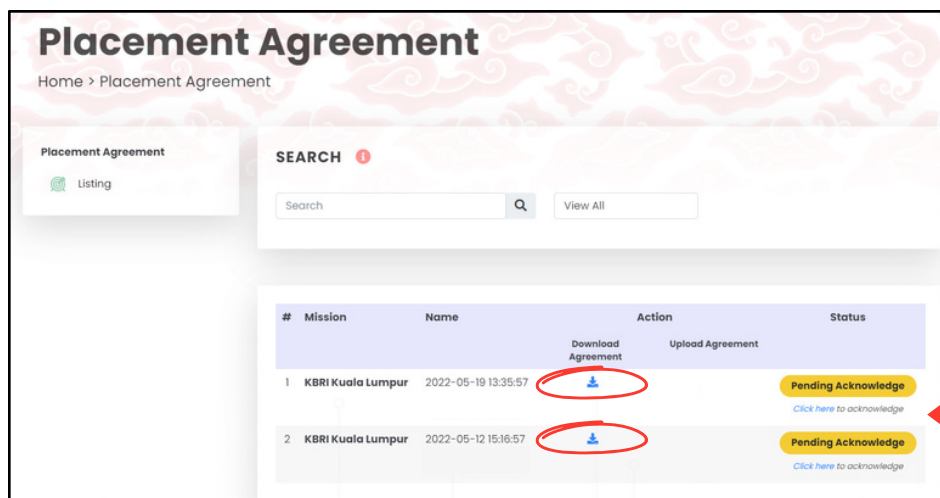 Placement Agreement
Home > Placement Agreement
Placement Agreement
Listing
SEARCH
Search
View All
# Mission Name Action Status
Download Agreement Upload Agreement
1 KBRI Kuala Lumpur 2022-05-19 13:35:57 Pending Acknowledge
Click here to acknowledge
2 KBRI Kuala Lumpur 2022-05-12 15:16:57 Pending Acknowledge
Click here to acknowledge